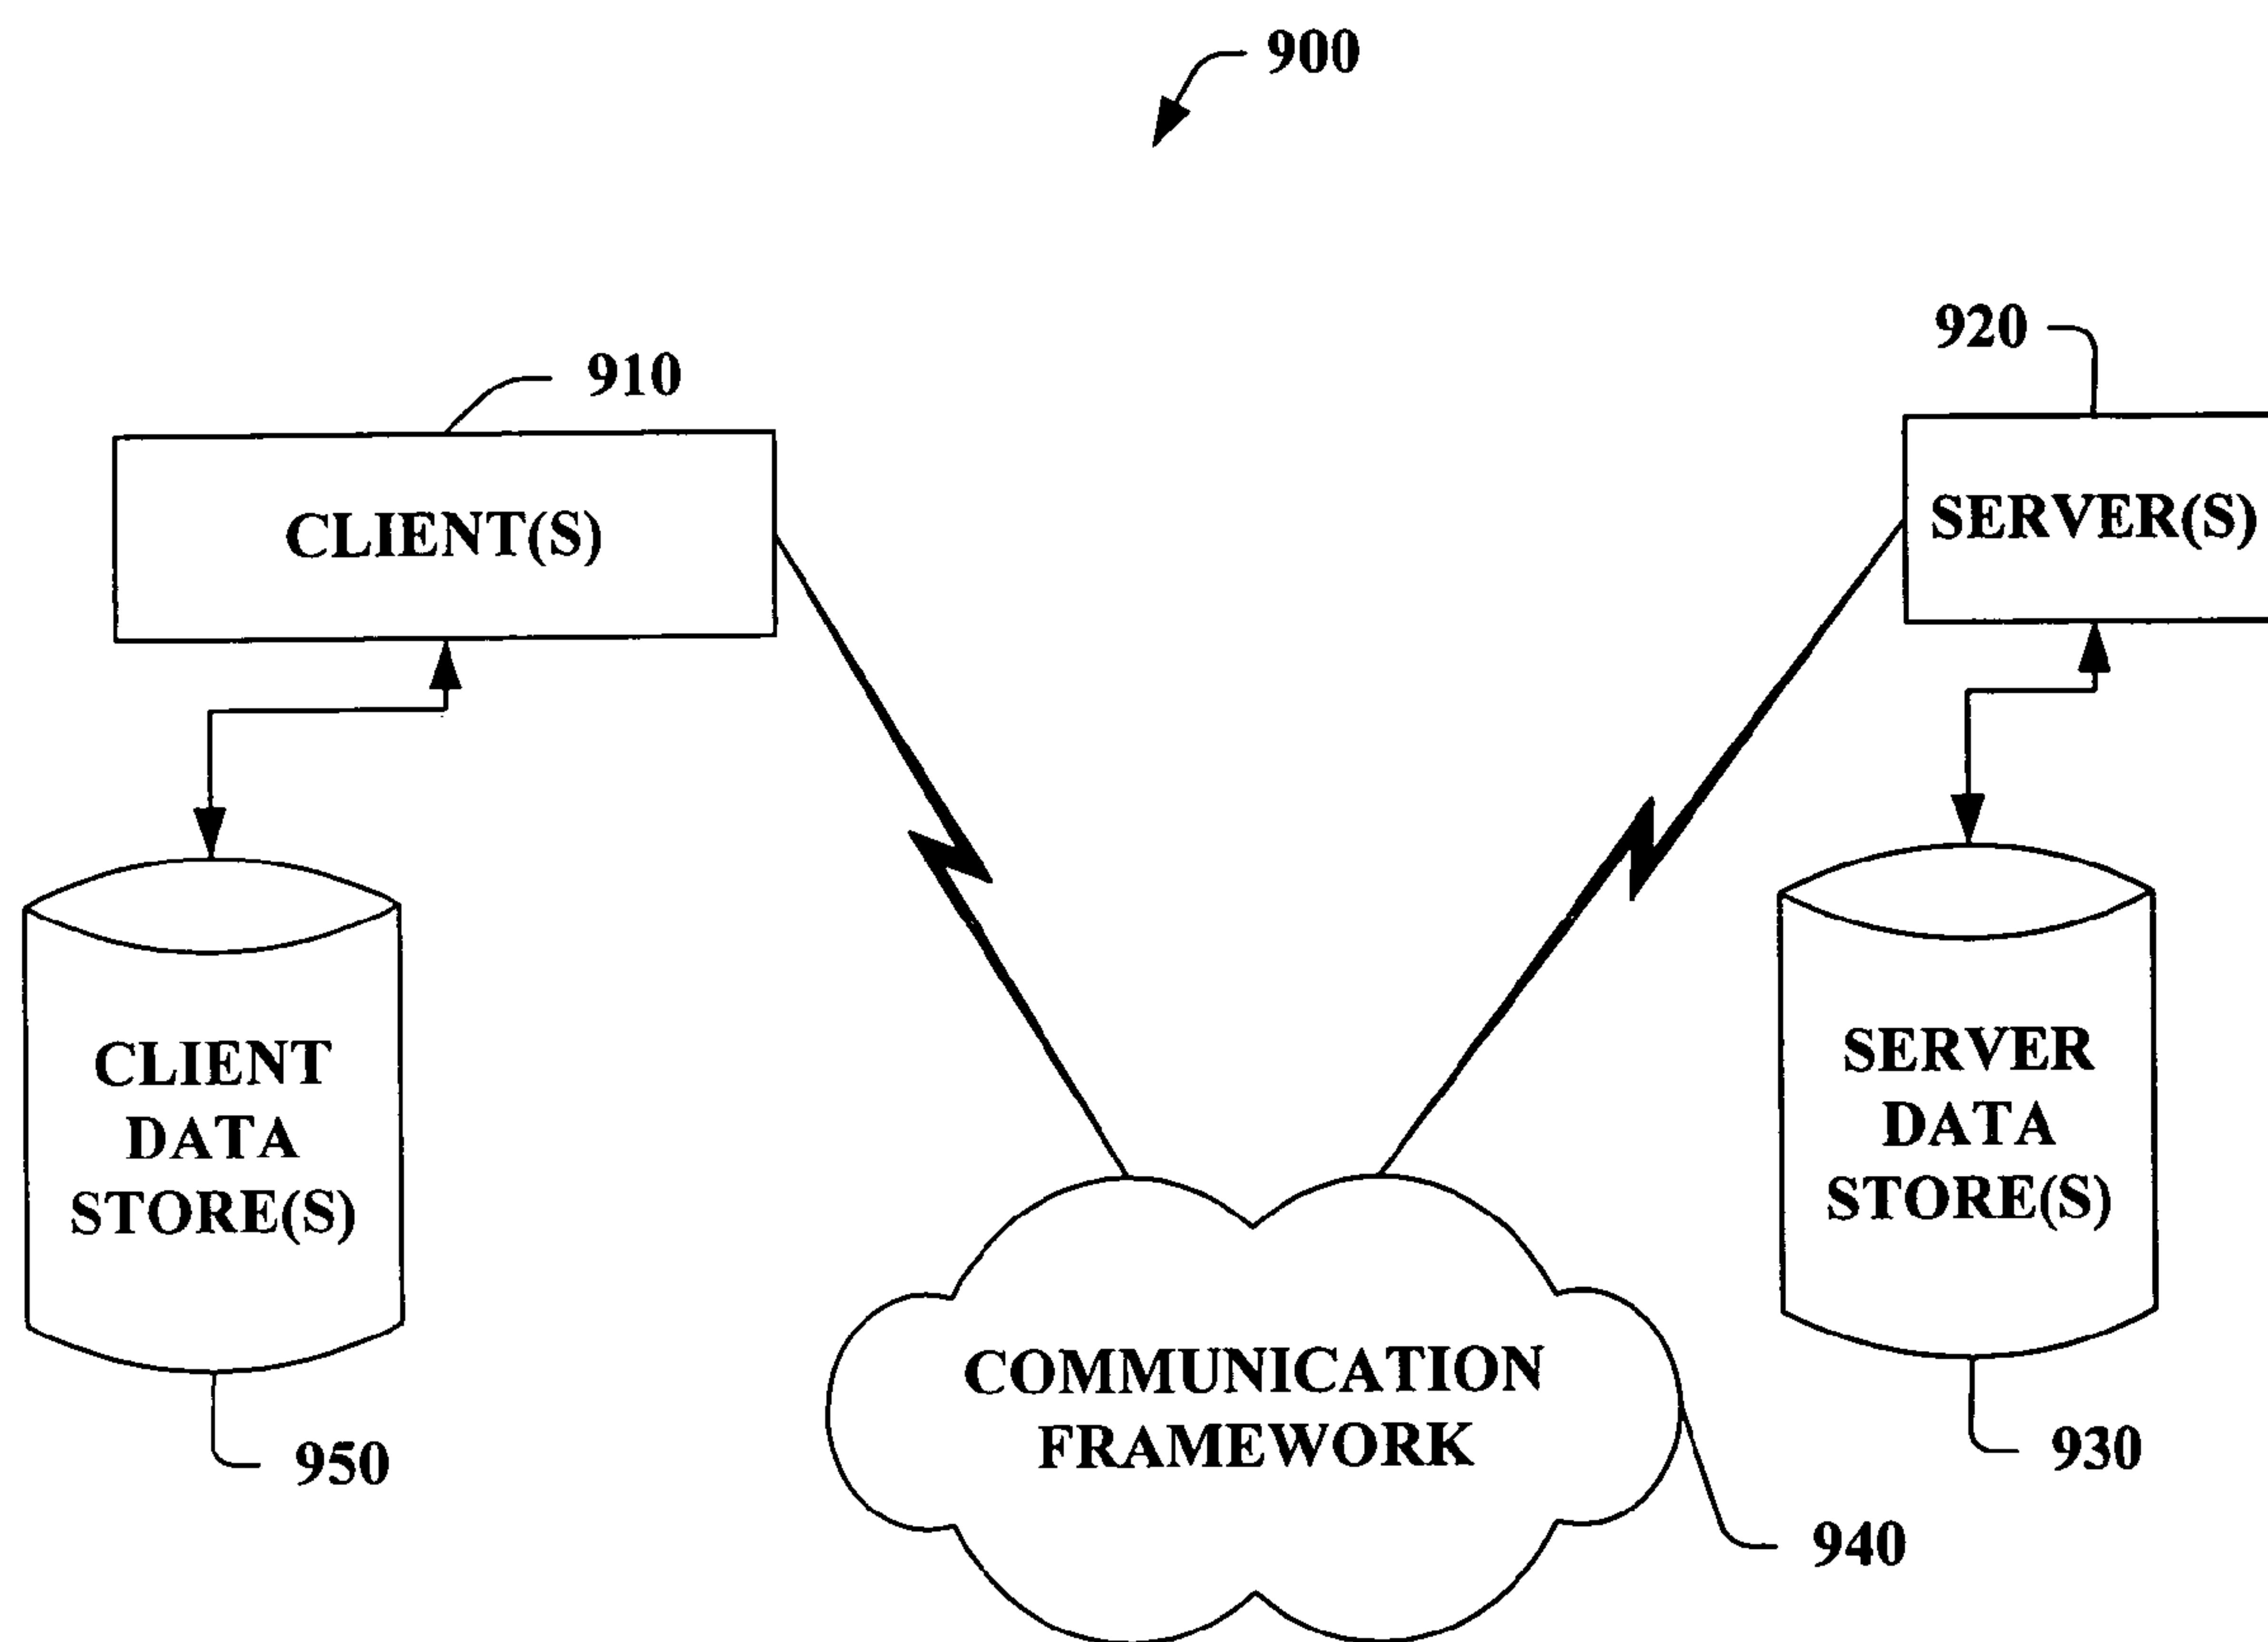 900
910
920
CLIENT(S)
SERVER(S)
CLIENT
DATA
STORE(S)
SERVER
DATA
STORE(S)
COMMUNICATION
FRAMEWORK
950
930
940